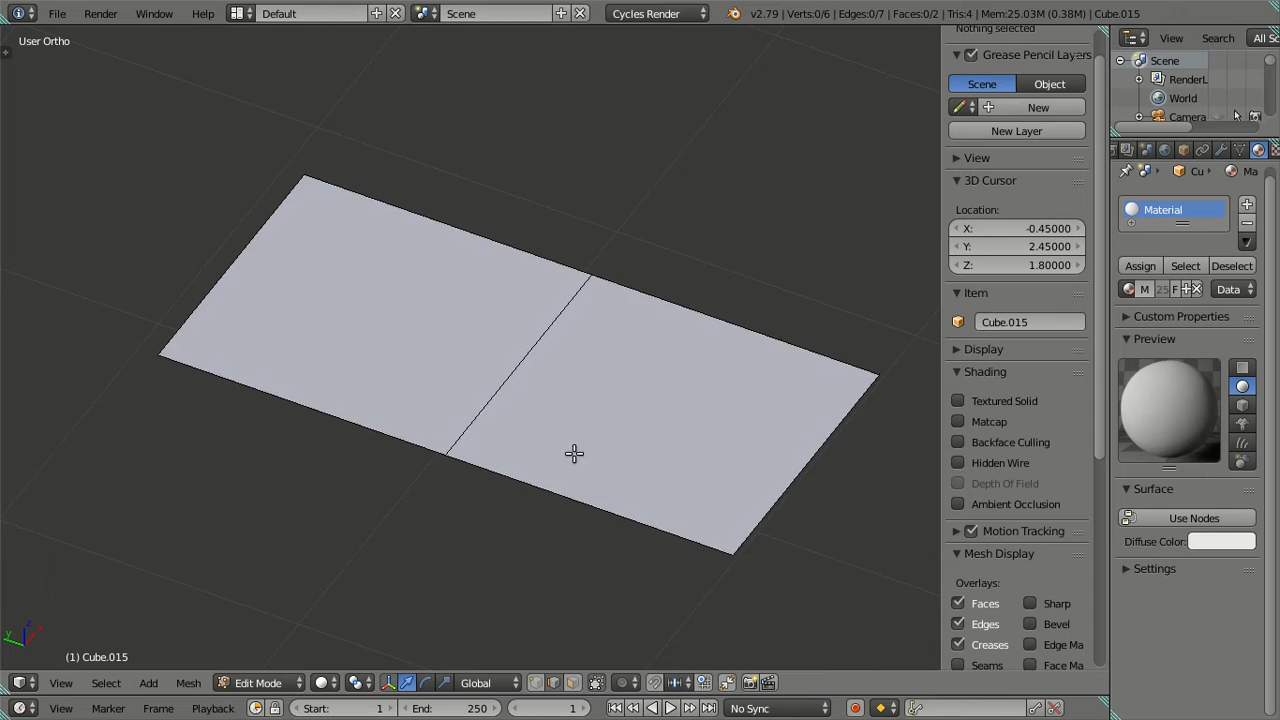 File Render Window Help Default Scene Cycles Render v2.79 | Verts:0/6 | Edges:0/7 | Faces:0/2 | Tris:4 | Mem:25.03M (0.38M) | Cube.015
User Ortho
Nothing selected
Grease Pencil Layers
Scene Object
New
New Layer
View
3D Cursor
Location:
X: -0.45000
Y: 2.45000
Z: 1.80000
Item
Cube.015
Display
Shading
Textured Solid
Matcap
Backface Culling
Hidden Wire
Depth Of Field
Ambient Occlusion
Motion Tracking
Mesh Display
Overlays:
Faces Sharp
Edges Bevel
Creases Edge Ma
Seams Face Ma
View Search All Sc
Scene
RenderL
World
Camera
Cu Ma
Material
Assign Select Deselect
M 25 F Data
Custom Properties
Preview
Surface
Use Nodes
Diffuse Color:
Settings
z
y x
(1) Cube.015
View Select Add Mesh Edit Mode Global
View Marker Frame Playback Start: 1 End: 250 1 No Sync